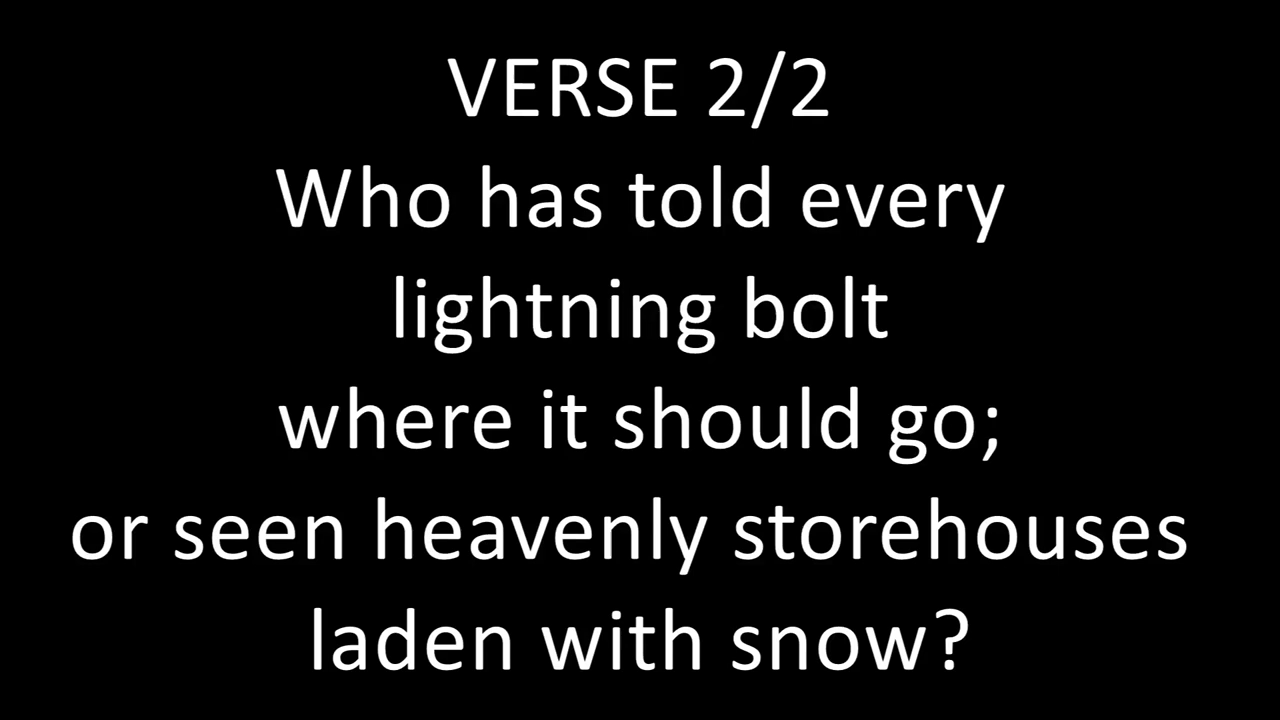 VERSE 2/2
Who has told every
lightning bolt
where it should go;
or seen heavenly storehouses
laden with snow?